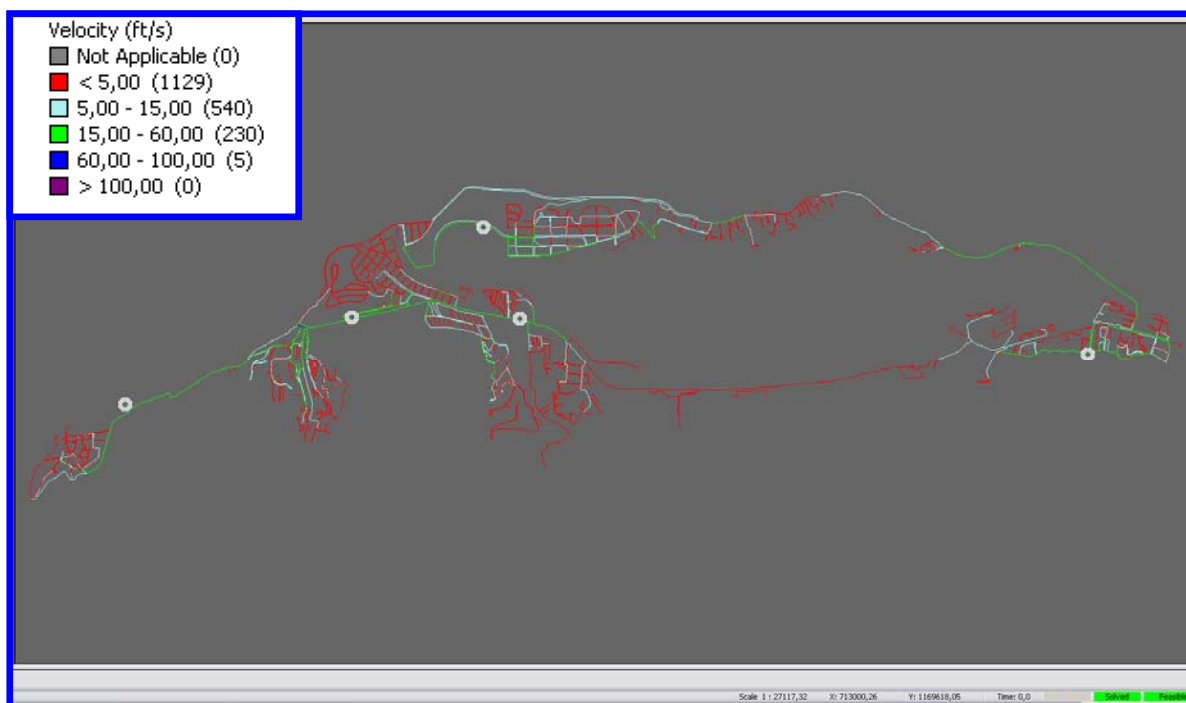 Velocity (ft/s)
Not Applicable (0)
< 5,00 (1129)
5,00 - 15,00 (540)
15,00 - 60,00 (230)
60,00 - 100,00 (5)
> 100,00 (0)
Scale 1 : 27117,32 X: 713000,26 Y: 1169618,05 Time: 0,0 Solved Feasible